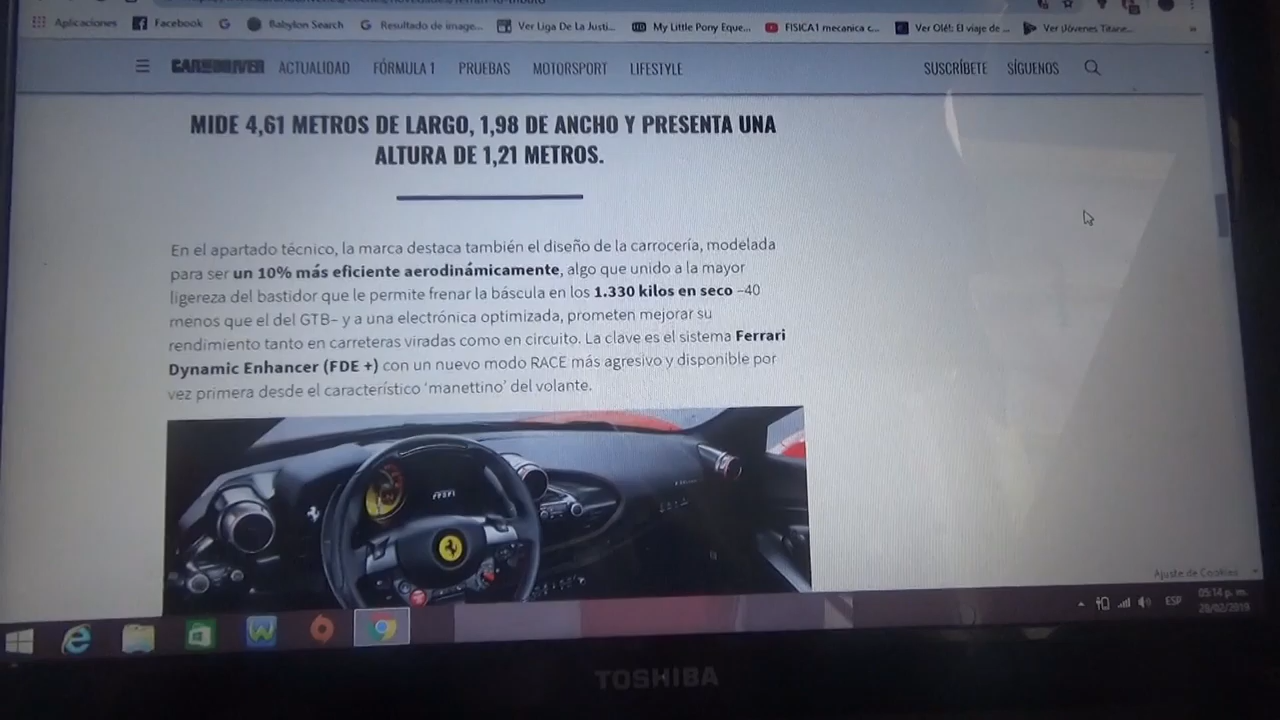 Aplicaciones Facebook Babylon Search Resultado de image... Ver Liga De La Justi... My Little Pony Eque... FISICA1 mecanica c... Ver Olé!: El viaje de ... Ver Jóvenes Titane... »
CAR AND DRIVER ACTUALIDAD FÓRMULA 1 PRUEBAS MOTORSPORT LIFESTYLE SUSCRÍBETE SÍGUENOS
MIDE 4,61 METROS DE LARGO, 1,98 DE ANCHO Y PRESENTA UNA
ALTURA DE 1,21 METROS.
En el apartado técnico, la marca destaca también el diseño de la carrocería, modelada
para ser un 10% más eficiente aerodinámicamente, algo que unido a la mayor
ligereza del bastidor que le permite frenar la báscula en los 1.330 kilos en seco –40
menos que el del GTB– y a una electrónica optimizada, prometen mejorar su
rendimiento tanto en carreteras viradas como en circuito. La clave es el sistema Ferrari
Dynamic Enhancer (FDE +) con un nuevo modo RACE más agresivo y disponible por
vez primera desde el característico ‘manettino’ del volante.
Ajuste de Cookies
ESP
05:14 p. m.
28/02/2019
TOSHIBA